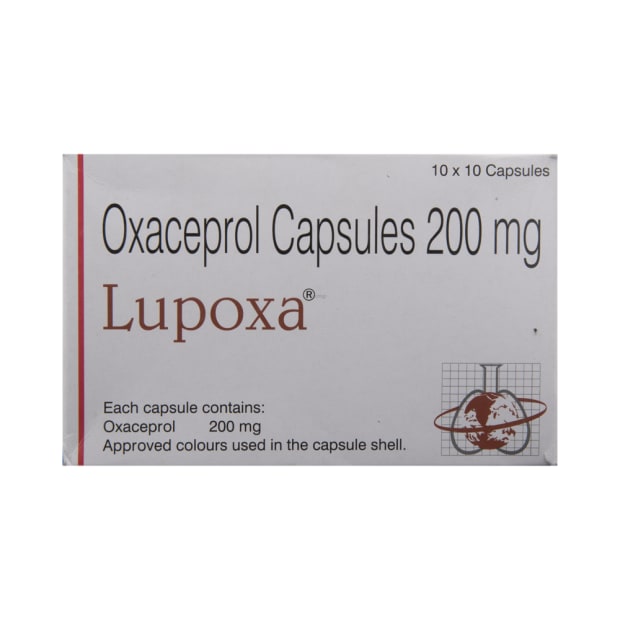 10 x 10 Capsules
Oxaceprol Capsules 200 mg
Lupoxa®
Each capsule contains:
Oxaceprol 200 mg
Approved colours used in the capsule shell.